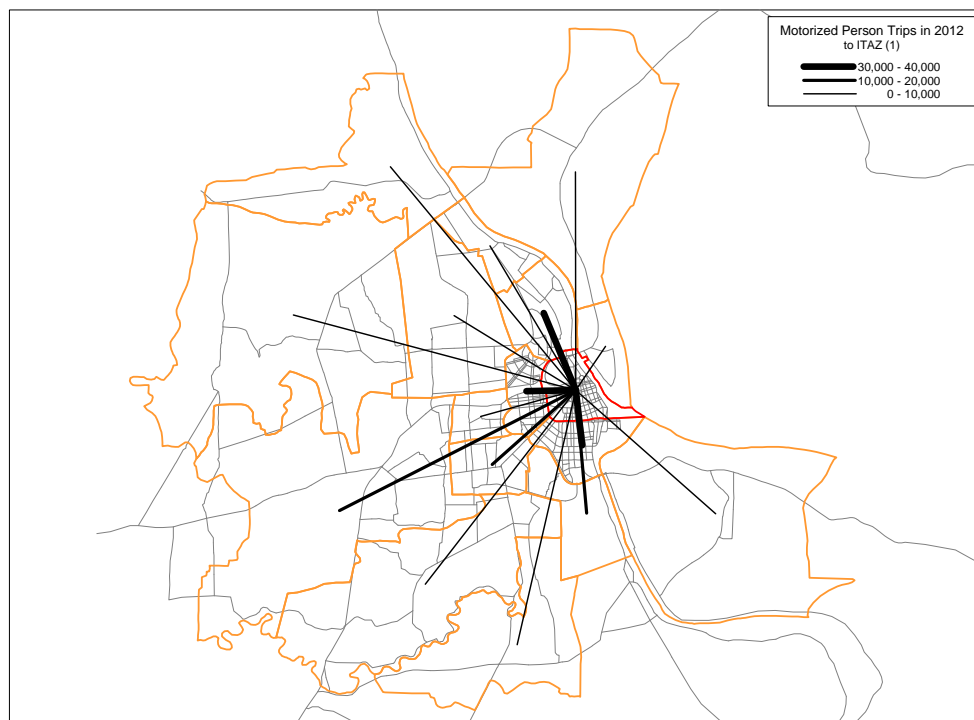 Motorized Person Trips in 2012
to ITAZ (1)
30,000 - 40,000
10,000 - 20,000
0 - 10,000